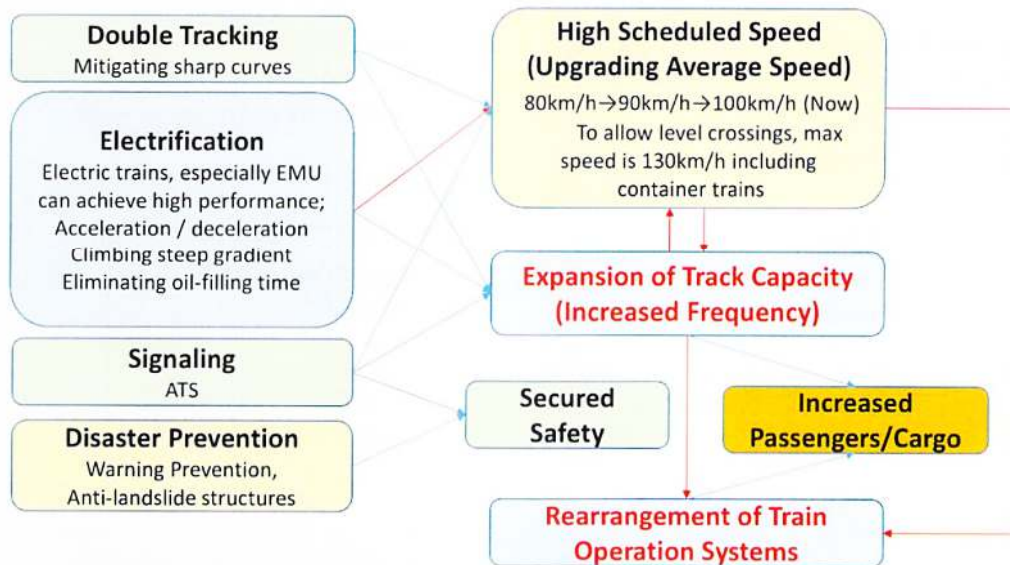 Double Tracking
Mitigating sharp curves
Electrification
Electric trains, especially EMU
can achieve high performance;
Acceleration / deceleration
Climbing steep gradient
Eliminating oil-filling time
Signaling
ATS
Disaster Prevention
Warning Prevention,
Anti-landslide structures
High Scheduled Speed
(Upgrading Average Speed)
80km/h→90km/h→100km/h (Now)
To allow level crossings, max
speed is 130km/h including
container trains
Expansion of Track Capacity
(Increased Frequency)
Secured
Safety
Increased
Passengers/Cargo
Rearrangement of Train
Operation Systems